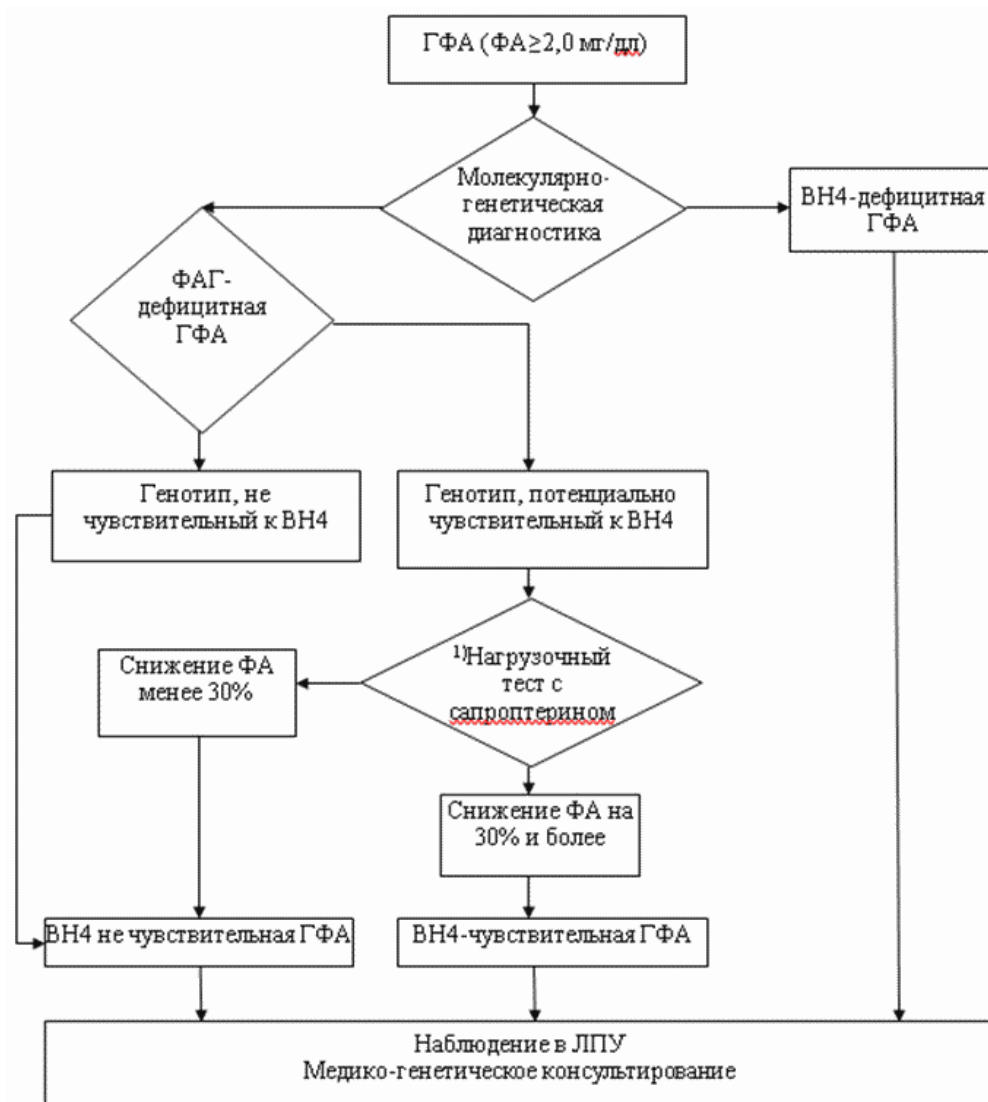 ГФА (ФА≥2,0 мг/дл)
Молекулярно-
генетическая
диагностика
ВН4-дефицитная
ГФА
ФАГ-
дефицитная
ГФА
Генотип, не
чувствительный к ВН4
Генотип, потенциально
чувствительный к ВН4
Снижение ФА
менее 30%
1)Нагрузочный
тест с
сапроптерином
Снижение ФА на
30% и более
ВН4 не чувствительная ГФА
ВН4-чувствительная ГФА
Наблюдение в ЛПУ
Медико-генетическое консультирование